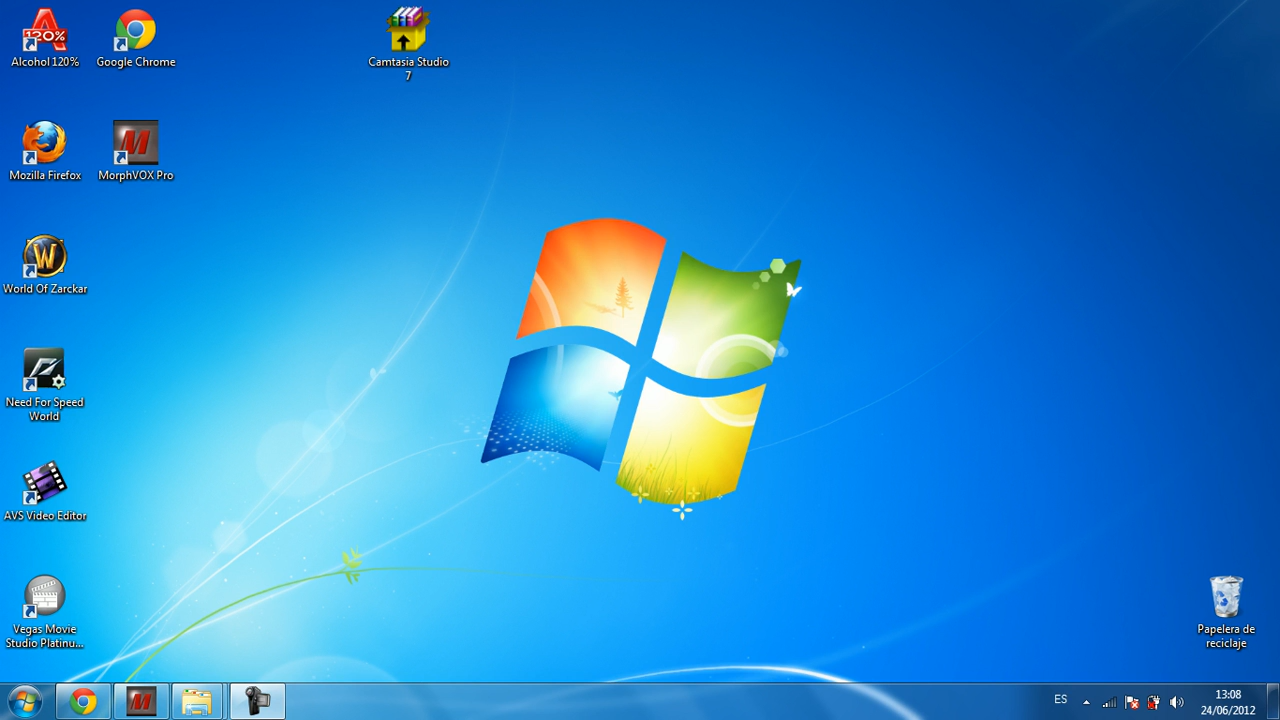 Alcohol 120%
Google Chrome
Camtasia Studio
7
Mozilla Firefox
MorphVOX Pro
World Of Zarckar
Need For Speed
World
AVS Video Editor
Vegas Movie
Studio Platinu...
Papelera de
reciclaje
ES
13:08
24/06/2012